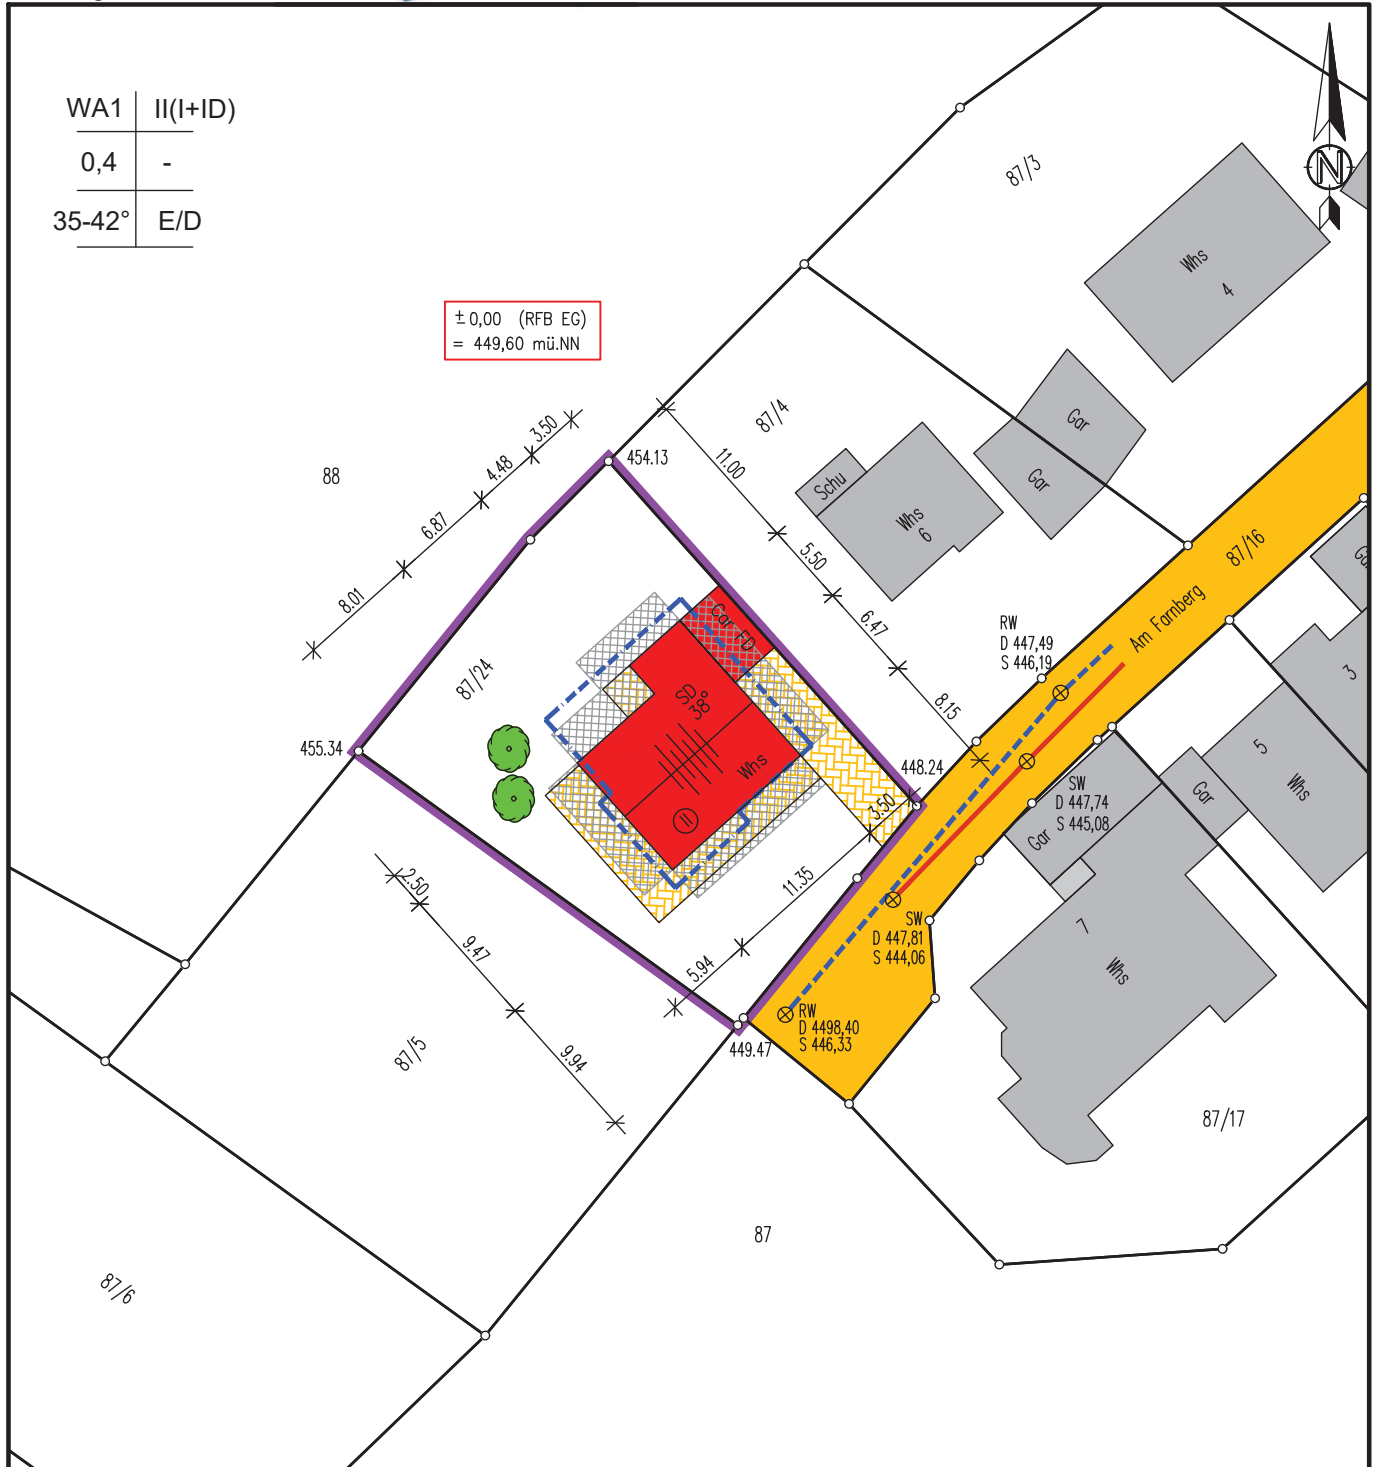 WA1 II(I+ID)
0,4 -
35-42° E/D
N
87/3
Whs
4
± 0,00 (RFB EG)
= 449,60 mü.NN
87/4
Gar
Gar
Schu
Whs
6
88
3.50
4.48
6.87
8.01
454.13
11.00
5.50
6.47
8.15
87/16
Am Farnberg
Gar
3
RW
D 447,49
S 446,19
87/24
Gar FD
SD
38°
Whs
II
455.34
448.24
3.50
11.35
5.94
5
Whs
Gar
SW
D 447,74
S 445,08
Gar
7
Whs
SW
D 447,81
S 444,06
RW
D 4498,40
S 446,33
449.47
2.50
9.47
9.94
87/5
87/17
87
87/6